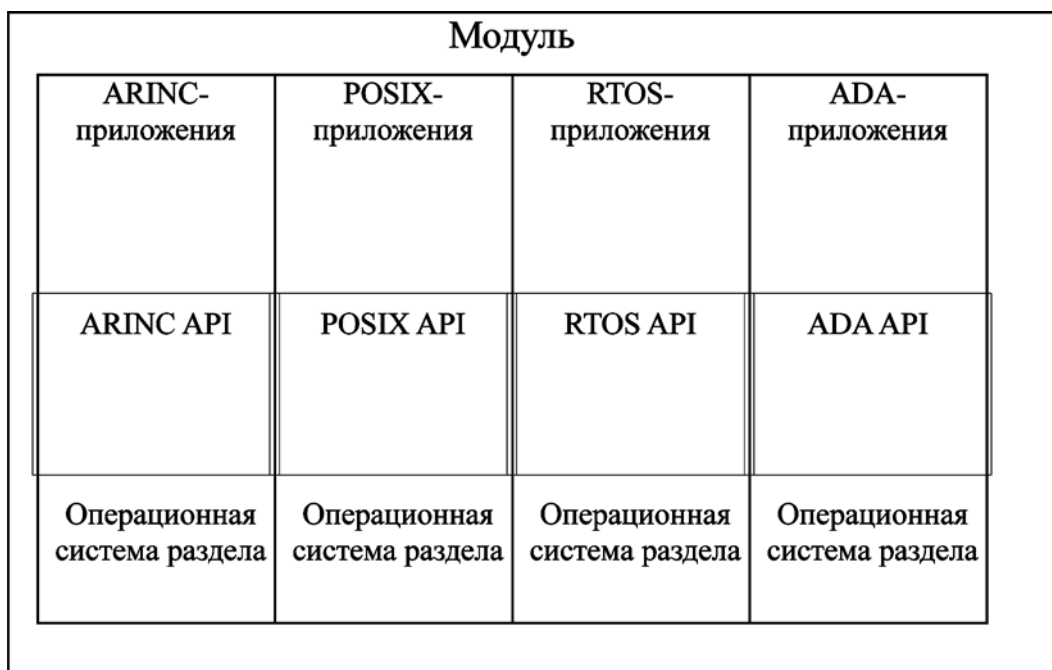 Модуль
ARINC-
приложения
POSIX-
приложения
RTOS-
приложения
ADA-
приложения
ARINC API
POSIX API
RTOS API
ADA API
Операционная
система раздела
Операционная
система раздела
Операционная
система раздела
Операционная
система раздела